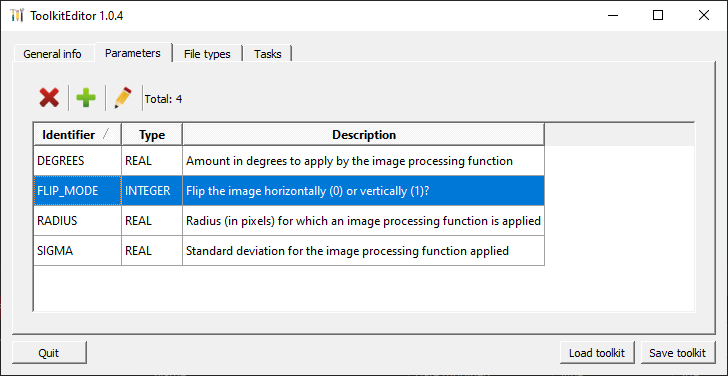 ToolkitEditor 1.0.4
General info Parameters File types Tasks
Total: 4
Identifier Type Description
DEGREES REAL Amount in degrees to apply by the image processing function
FLIP_MODE INTEGER Flip the image horizontally (0) or vertically (1)?
RADIUS REAL Radius (in pixels) for which an image processing function is applied
SIGMA REAL Standard deviation for the image processing function applied
Quit Load toolkit Save toolkit